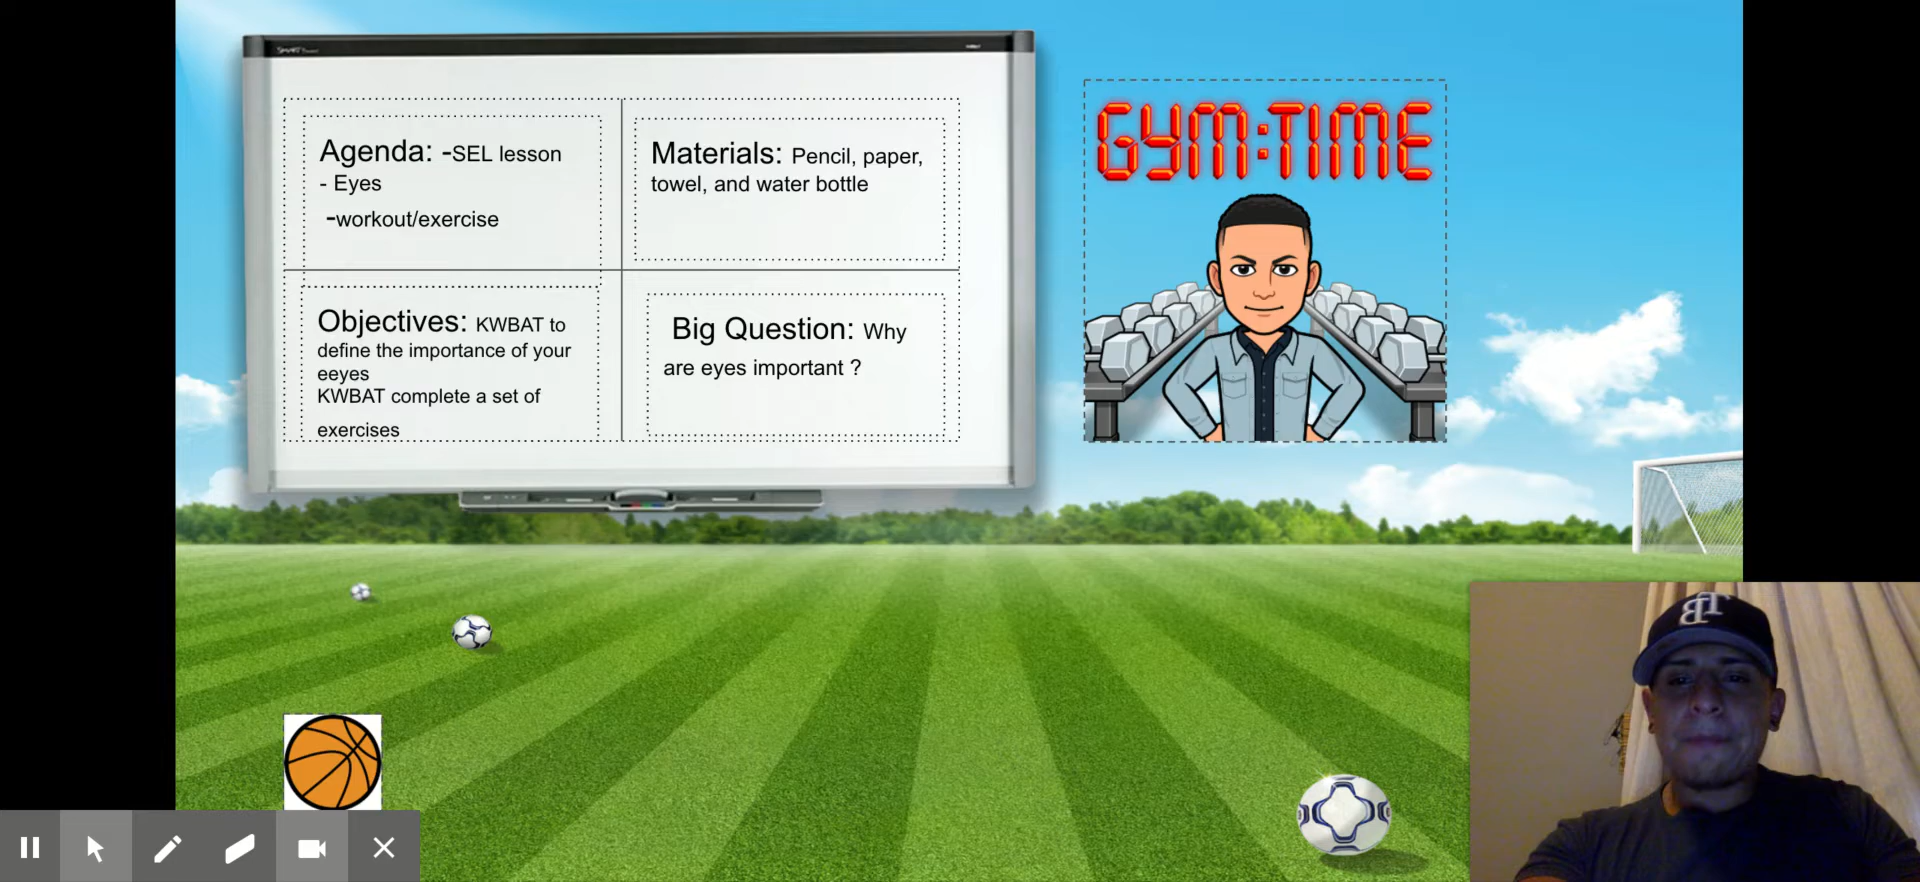 SMART
Agenda: -SEL lesson
- Eyes
-workout/exercise
Materials: Pencil, paper,
towel, and water bottle
Objectives: KWBAT to
define the importance of your
eeyes
KWBAT complete a set of
exercises
Big Question: Why
are eyes important ?
GYM:TIME